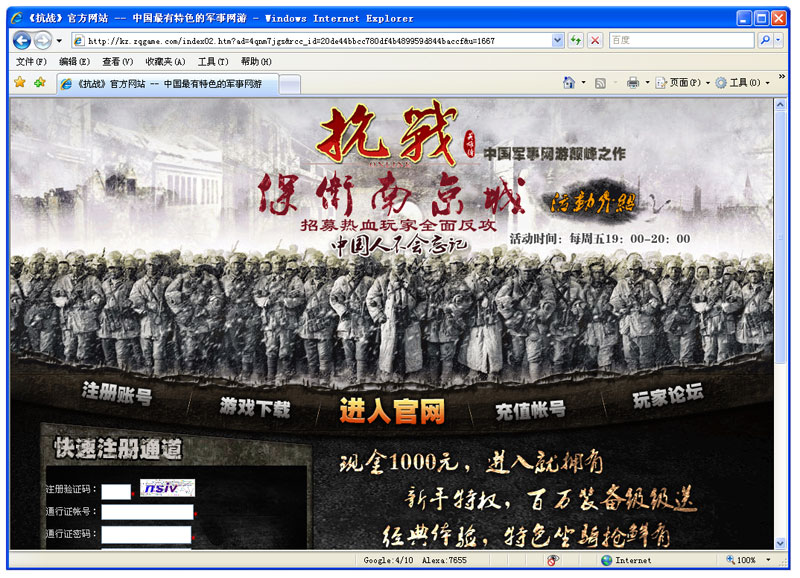 《抗战》官方网站 -- 中国最有特色的军事网游 - Windows Internet Explorer
http://kz.zqgame.com/index02.htm?ad=4qnm7jgs&rcc_id=20de44bbcc780df4b489959d844baccf&u=1667
百度
文件(F) 编辑(E) 查看(V) 收藏夹(A) 工具(T) 帮助(H)
《抗战》官方网站 -- 中国最有特色的军事网游
页面(P) 工具(O)
抗战
中国军事网游巅峰之作
保衛南京城
活動介紹
招募热血玩家全面反攻
活动时间：每周五19：00-20：00
中国人不会忘记
注册账号
游戏下载
进入官网
充值帐号
玩家论坛
快速注册通道
现金1000元，进入就拥有
注册验证码： nsiv
新手特权，百万装备级级送
通行证帐号：
通行证密码：
经典体验，特色坐骑抢鲜有
Google:4/10 Alexa:7655
Internet
100%